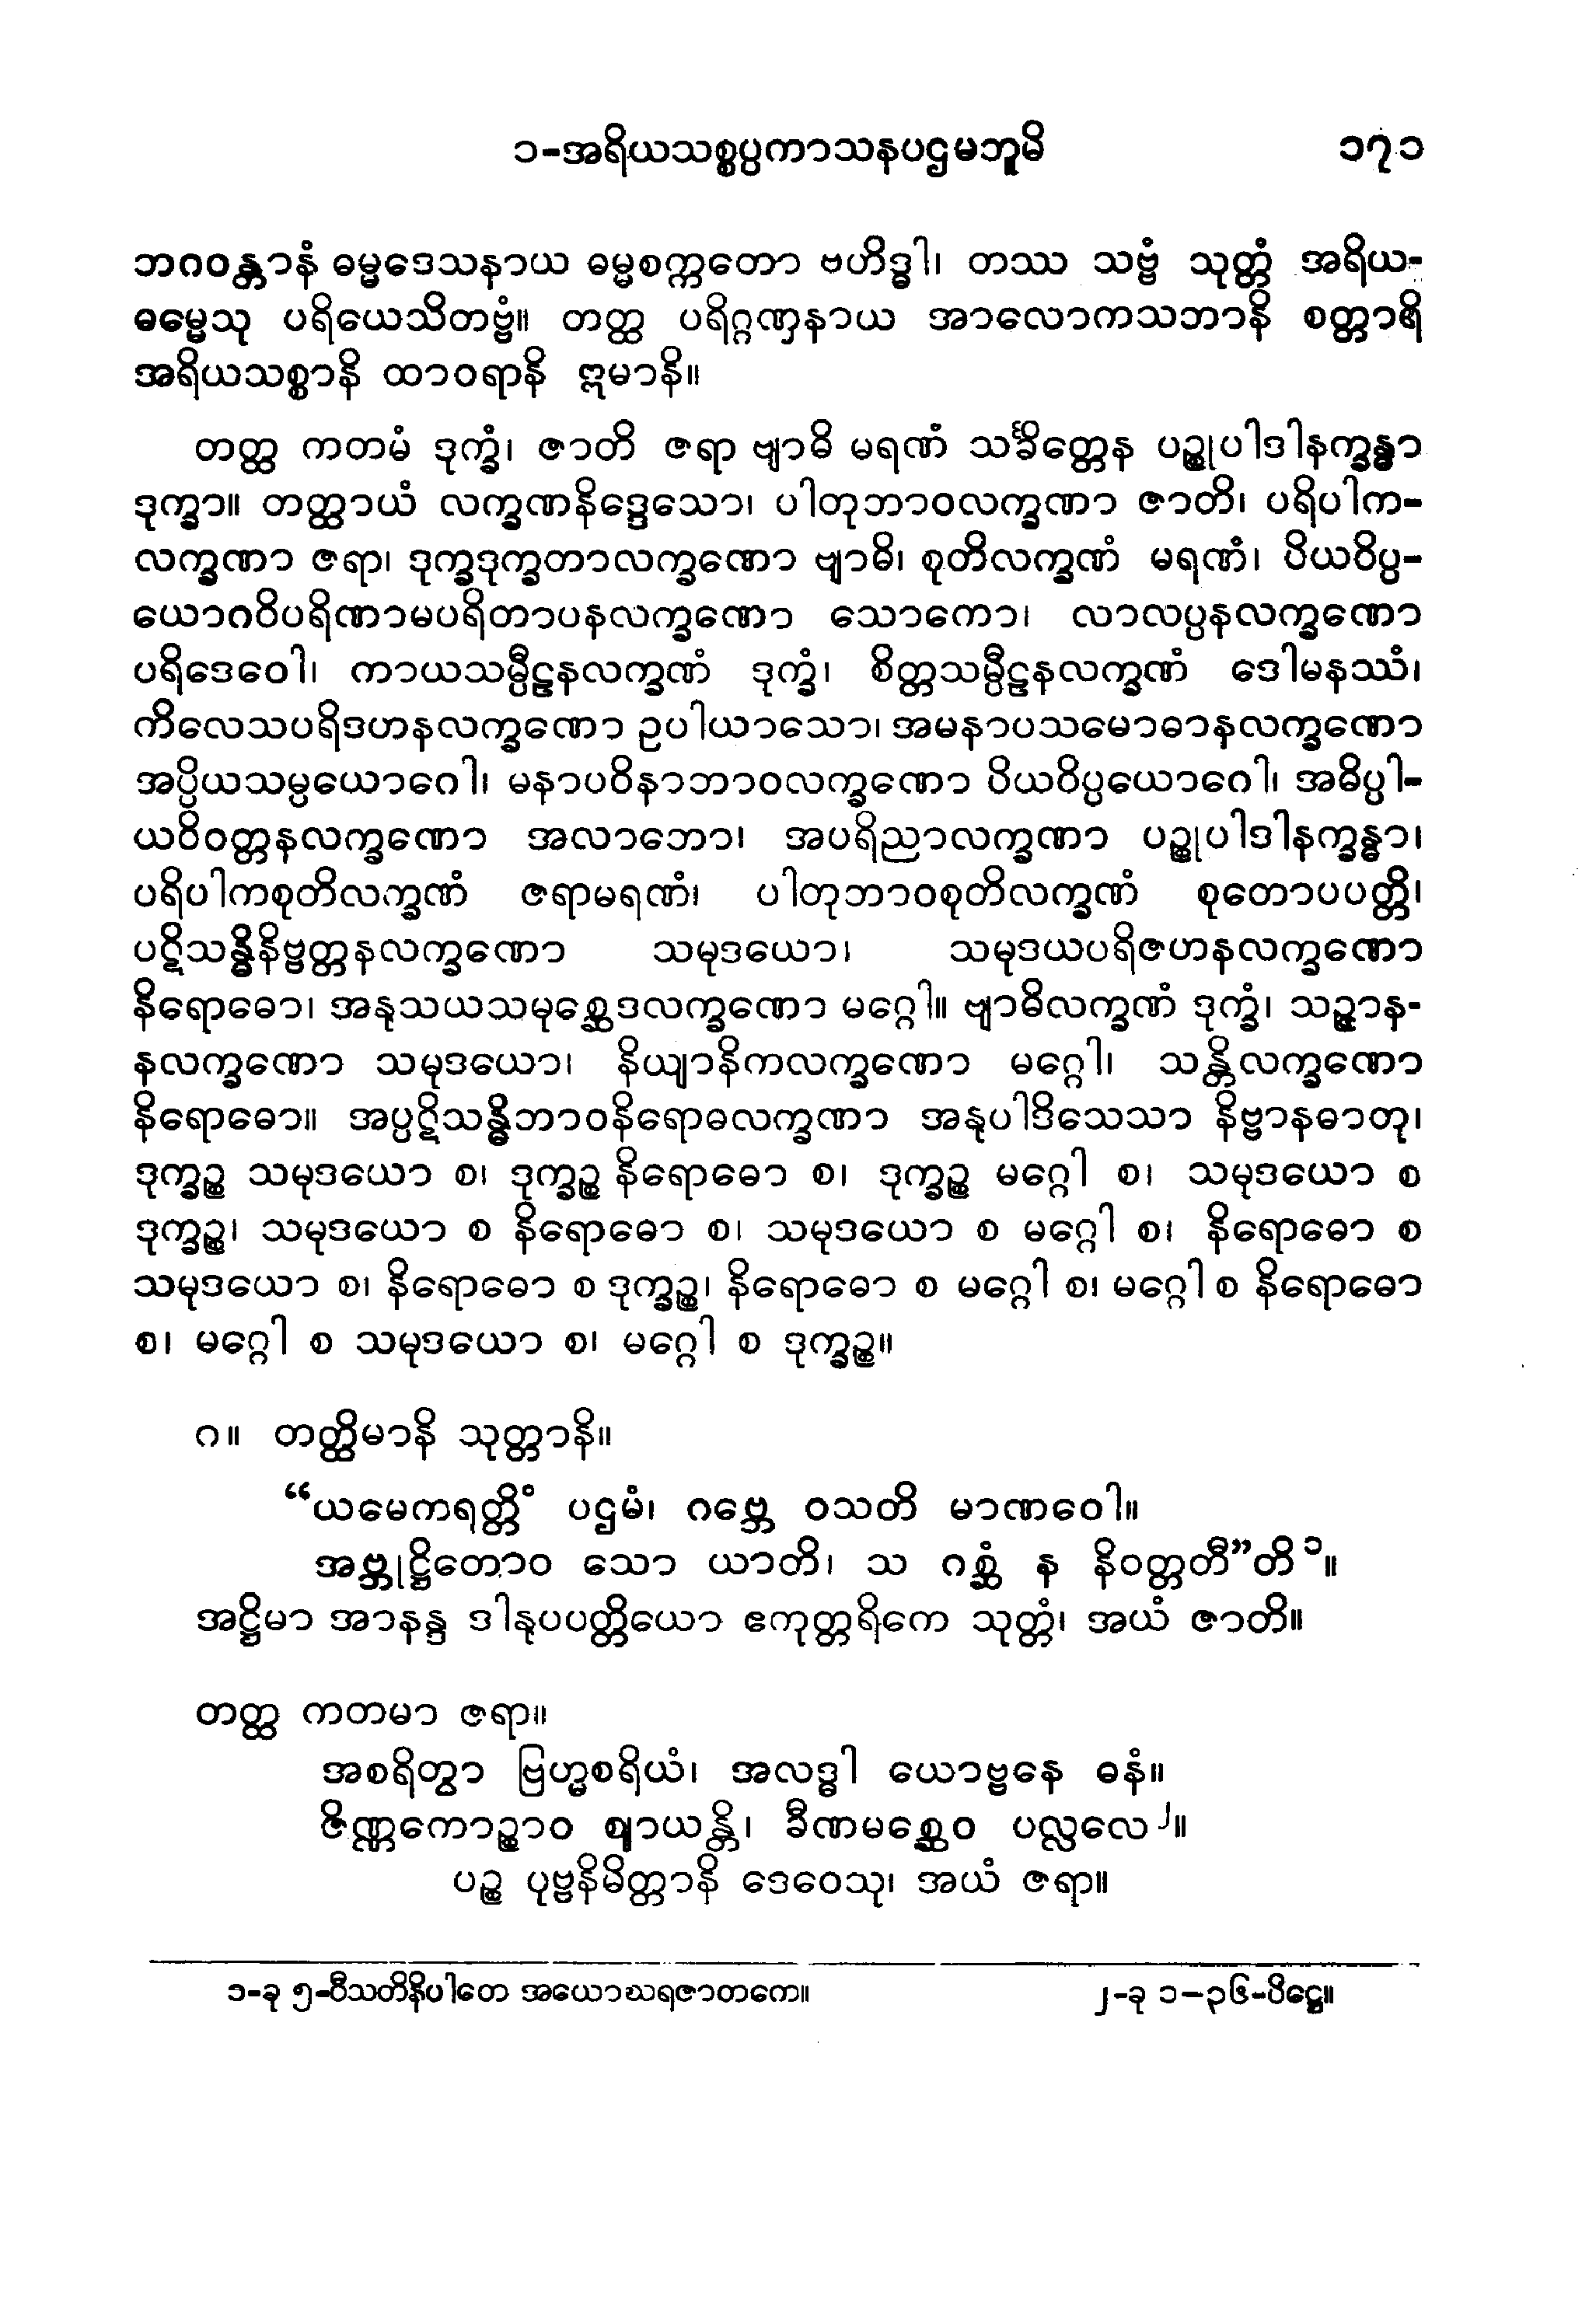 ၁-အရိယသစ္စပ္ပကာသနပဌမဘူမိ ၁၇၁
ဘဂဝန္တာနံ ဓမ္မဒေသနာယ ဓမ္မစက္ကတော ဗဟိဒ္ဓါ၊ တဿ သဗ္ဗံ သုတ္တံ အရိယ-
ဓမ္မေသု ပရိယေသိတဗ္ဗံ။ တတ္ထ ပရိဂ္ဂဏှနာယ အာလောကသဘာနိ စတ္တာရိ
အရိယသစ္စာနိ ထာဝရာနိ ဣမာနိ။
တတ္ထ ကတမံ ဒုက္ခံ၊ ဇာတိ ဇရာ ဗျာဓိ မရဏံ သင်္ခိတ္တေန ပဉ္စုပါဒါနက္ခန္ဓာ
ဒုက္ခာ။ တတ္ထာယံ လက္ခဏနိဒ္ဒေသော၊ ပါတုဘာဝလက္ခဏာ ဇာတိ၊ ပရိပါက-
လက္ခဏာ ဇရာ၊ ဒုက္ခဒုက္ခတာလက္ခဏော ဗျာဓိ၊ စုတိလက္ခဏံ မရဏံ၊ ပိယဝိပ္ပ-
ယောဂဝိပရိဏာမပရိတာပနလက္ခဏော သောကော၊ လာလပ္ပနလက္ခဏော
ပရိဒေဝေါ၊ ကာယသမ္ပီဠနလက္ခဏံ ဒုက္ခံ၊ စိတ္တသမ္ပီဠနလက္ခဏံ ဒေါမနဿံ၊
ကိလေသပရိဒဟနလက္ခဏော ဥပါယာသော၊ အမနာပသမောဓာနလက္ခဏော
အပ္ပိယသမ္ပယောဂေါ၊ မနာပဝိနာဘာဝလက္ခဏော ပိယဝိပ္ပယောဂေါ၊ အဓိပ္ပါ-
ယဝိဝတ္တနလက္ခဏော အလာဘော၊ အပရိညာလက္ခဏာ ပဉ္စုပါဒါနက္ခန္ဓာ၊
ပရိပါကစုတိလက္ခဏံ ဇရာမရဏံ၊ ပါတုဘာဝစုတိလက္ခဏံ စုတောပပတ္တိ၊
ပဋိသန္ဓိနိဗ္ဗတ္တနလက္ခဏော သမုဒယော၊ သမုဒယပရိဇဟနလက္ခဏော
နိရောဓော၊ အနုသယသမုစ္ဆေဒလက္ခဏော မဂ္ဂေါ။ ဗျာဓိလက္ခဏံ ဒုက္ခံ၊ သဉ္ဇာန-
နလက္ခဏော သမုဒယော၊ နိယျာနိကလက္ခဏော မဂ္ဂေါ၊ သန္တိလက္ခဏော
နိရောဓော။ အပ္ပဋိသန္ဓိဘာဝနိရောဓလက္ခဏာ အနုပါဒိသေသာ နိဗ္ဗာနဓာတု၊
ဒုက္ခဉ္စ သမုဒယော စ၊ ဒုက္ခဉ္စ နိရောဓော စ၊ ဒုက္ခဉ္စ မဂ္ဂေါ စ၊ သမုဒယော စ
ဒုက္ခဉ္စ၊ သမုဒယော စ နိရောဓော စ၊ သမုဒယော စ မဂ္ဂေါ စ၊ နိရောဓော စ
သမုဒယော စ၊ နိရောဓော စ ဒုက္ခဉ္စ၊ နိရောဓော စ မဂ္ဂေါ စ၊ မဂ္ဂေါ စ နိရောဓော
စ၊ မဂ္ဂေါ စ သမုဒယော စ၊ မဂ္ဂေါ စ ဒုက္ခဉ္စ။
ဂ။ တတ္ထိမာနိ သုတ္တာနိ။
“ယမေကရတ္တိံ ပဌမံ၊ ဂဗ္ဘေ ဝသတိ မာဏဝေါ။
အဗ္ဘုဋ္ဌိတောဝ သော ယာတိ၊ သ ဂစ္ဆံ န နိဝတ္တတီ”တိ ၁။
အဋ္ဌိမာ အာနန္ဒ ဒါနုပပတ္တိယော ဧကုတ္တရိကေ သုတ္တံ၊ အယံ ဇာတိ။
တတ္ထ ကတမာ ဇရာ။
အစရိတွာ ဗြဟ္မစရိယံ၊ အလဒ္ဓါ ယောဗ္ဗနေ ဓနံ။
ဇိဏ္ဏကောဉ္စာဝ ဈာယန္တိ၊ ခီဏမစ္ဆေဝ ပလ္လလေ ၂။
ပဉ္စ ပုဗ္ဗနိမိတ္တာနိ ဒေဝေသု၊ အယံ ဇရာ။
၁-ခု ၅-ဝီသတိနိပါတေ အယောဃရဇာတကေ။ ၂-ခု ၁-၃၆-ပိဋ္ဌေ။